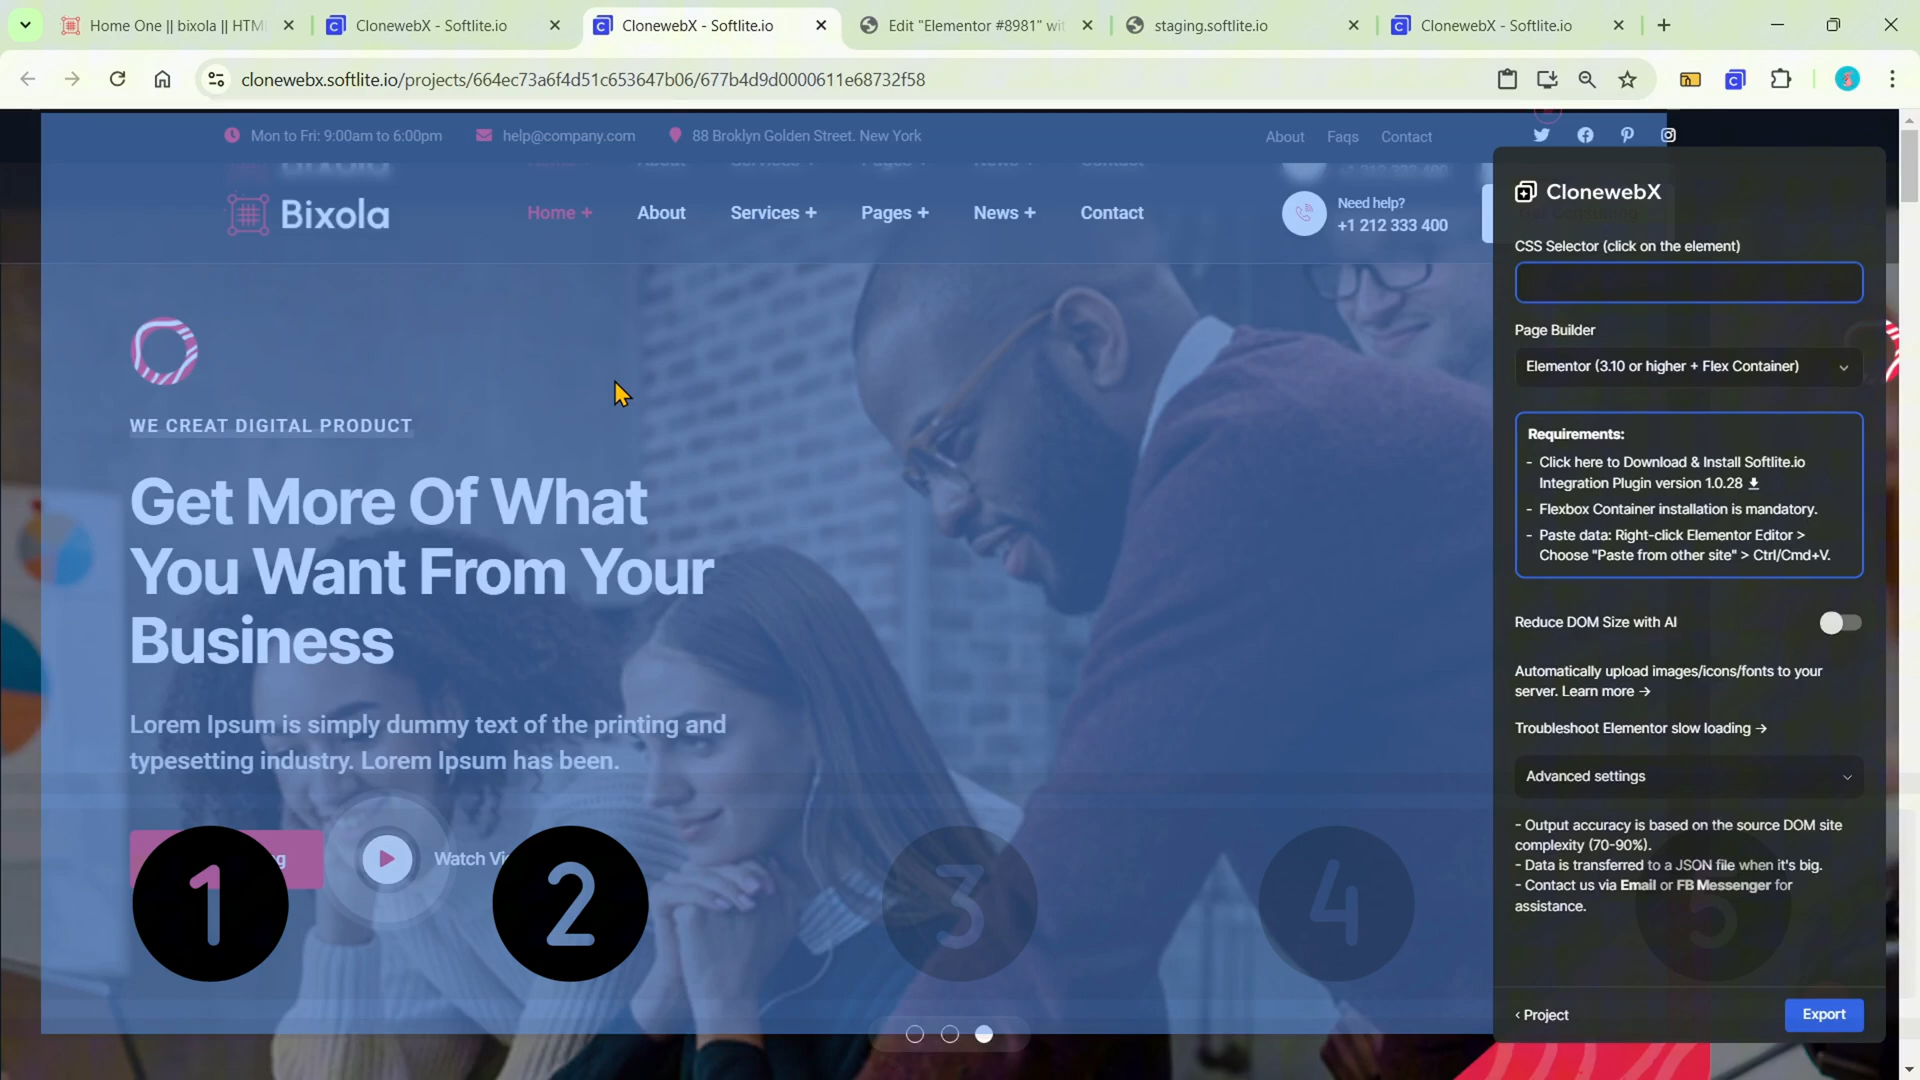 Home One || bixola || HTM
ClonewebX - Softlite.io
ClonewebX - Softlite.io
Edit "Elementor #8981" wit
staging.softlite.io
ClonewebX - Softlite.io
clonewebx.softlite.io/projects/664ec73a6f4d51c653647b06/677b4d9d0000611e68732f58
Mon to Fri: 9:00am to 6:00pm
help@company.com
88 Broklyn Golden Street. New York
About
Faqs
Contact
Bixola
Home +
About
Services +
Pages +
News +
Contact
Need help?
+1 212 333 400
WE CREAT DIGITAL PRODUCT
Get More Of What
You Want From Your
Business
Lorem Ipsum is simply dummy text of the printing and
typesetting industry. Lorem Ipsum has been.
1
2
3
4
5
ClonewebX
CSS Selector (click on the element)
Page Builder
Elementor (3.10 or higher + Flex Container)
Requirements:
- Click here to Download & Install Softlite.io
Integration Plugin version 1.0.28
- Flexbox Container installation is mandatory.
- Paste data: Right-click Elementor Editor >
Choose "Paste from other site" > Ctrl/Cmd+V.
Reduce DOM Size with AI
Automatically upload images/icons/fonts to your
server. Learn more →
Troubleshoot Elementor slow loading →
Advanced settings
- Output accuracy is based on the source DOM site
complexity (70-90%).
- Data is transferred to a JSON file when it's big.
- Contact us via Email or FB Messenger for
assistance.
‹ Project
Export
Watch